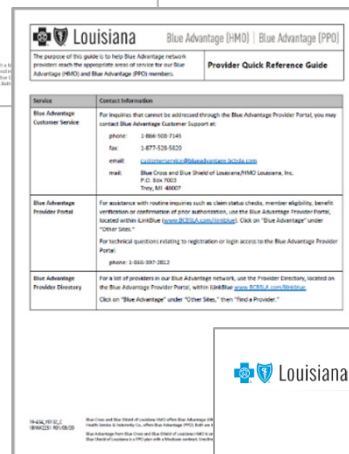 Louisiana
Blue Advantage (HMO) | Blue Advantage (PPO)
The purpose of this guide is to help Blue Advantage network
providers reach the appropriate areas of service for our Blue
Advantage (HMO) and Blue Advantage (PPO) members.
Provider Quick Reference Guide
Service
Contact Information
Blue Advantage
Customer Service
For inquiries that cannot be addressed through the Blue Advantage Provider Portal, you may
contact Blue Advantage Customer Support at:
phone: 1-866-508-7145
fax: 1-877-528-5820
email: customerservice@blueadvantage.bcbsla.com
mail: Blue Cross and Blue Shield of Louisiana/HMO Louisiana, Inc.
P.O. Box 7003
Troy, MI 48007
Blue Advantage
Provider Portal
For assistance with routine inquiries such as claim status checks, member eligibility, benefit
verification or confirmation of prior authorization, use the Blue Advantage Provider Portal,
located within iLinkBlue (www.BCBSLA.com/ilinkblue). Click on "Blue Advantage" under
"Other Sites."
For technical questions relating to registration or login access to the Blue Advantage Provider
Portal:
phone: 1-866-397-2812
Blue Advantage
Provider Directory
For a list of providers in our Blue Advantage network, use the Provider Directory, located on
the Blue Advantage Provider Portal, within iLinkBlue www.BCBSLA.com/ilinkblue.
Click on "Blue Advantage" under "Other Sites," then "Find a Provider."
Louisiana